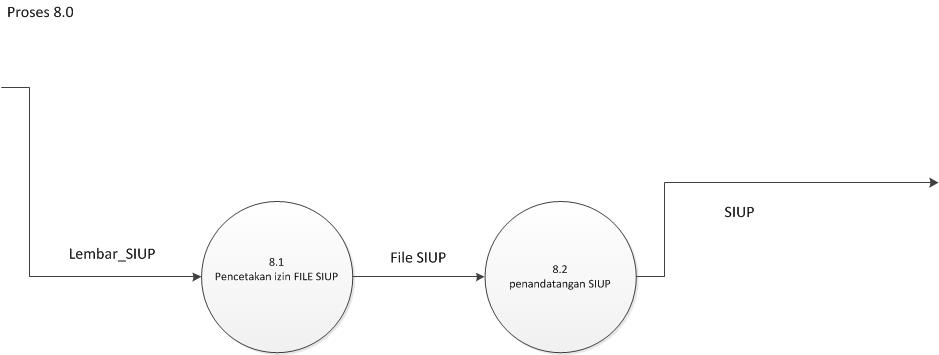 Proses 8.0
Lembar_SIUP
8.1
Pencetakan izin FILE SIUP
File SIUP
8.2
penandatangan SIUP
SIUP